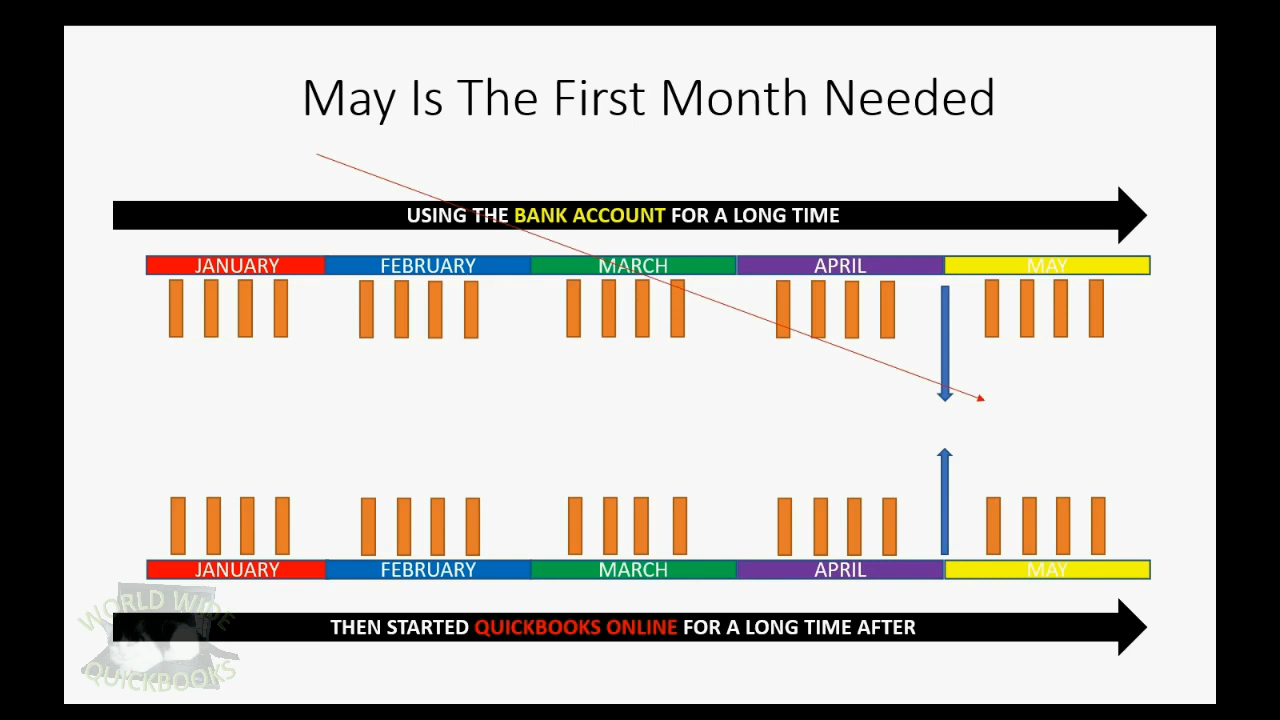 May Is The First Month Needed
USING THE BANK ACCOUNT FOR A LONG TIME
JANUARY FEBRUARY MARCH APRIL MAY
JANUARY FEBRUARY MARCH APRIL MAY
THEN STARTED QUICKBOOKS ONLINE FOR A LONG TIME AFTER
WORLD WIDE
QUICKBOOKS